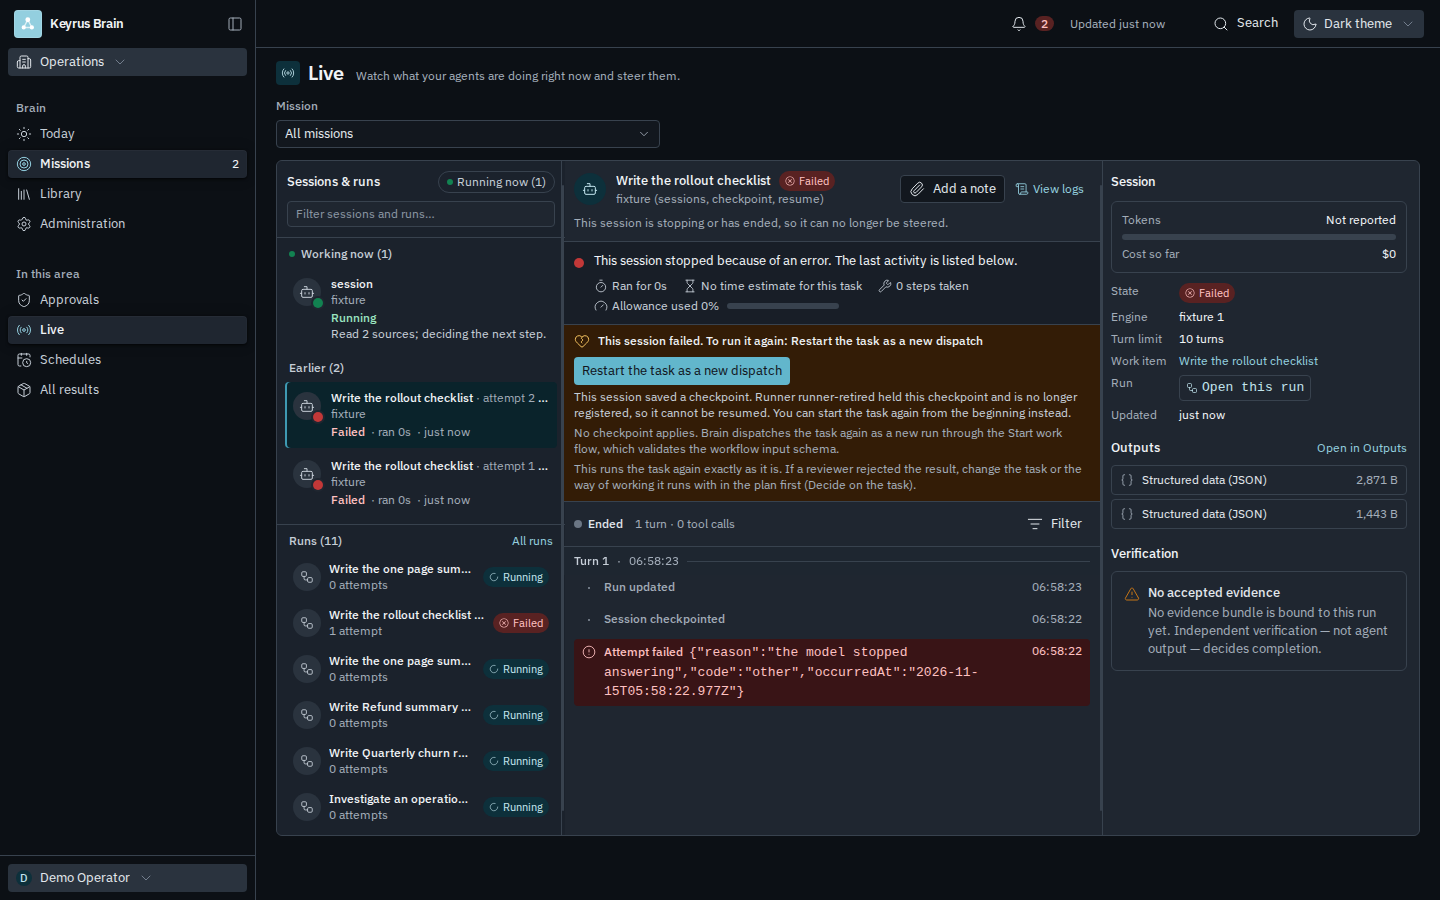 Keyrus Brain
Operations
Brain
Today
Missions 2
Library
Administration
In this area
Approvals
Live
Schedules
All results
D Demo Operator
2 Updated just now Search Dark theme
Live Watch what your agents are doing right now and steer them.
Mission
All missions
Sessions & runs Running now (1)
Filter sessions and runs...
Working now (1)
session
fixture
Running
Read 2 sources; deciding the next step.
Earlier (2)
Write the rollout checklist · attempt 2 ...
fixture
Failed · ran 0s · just now
Write the rollout checklist · attempt 1 ...
fixture
Failed · ran 0s · just now
Runs (11) All runs
Write the one page sum... Running
0 attempts
Write the rollout checklist ... Failed
1 attempt
Write the one page sum... Running
0 attempts
Write Refund summary ... Running
0 attempts
Write Quarterly churn r... Running
0 attempts
Investigate an operatio... Running
0 attempts
Write the rollout checklist Failed
fixture (sessions, checkpoint, resume)
Add a note View logs
This session is stopping or has ended, so it can no longer be steered.
This session stopped because of an error. The last activity is listed below.
Ran for 0s No time estimate for this task 0 steps taken
Allowance used 0%
This session failed. To run it again: Restart the task as a new dispatch
Restart the task as a new dispatch
This session saved a checkpoint. Runner runner-retired held this checkpoint and is no longer
registered, so it cannot be resumed. You can start the task again from the beginning instead.
No checkpoint applies. Brain dispatches the task again as a new run through the Start work
flow, which validates the workflow input schema.
This runs the task again exactly as it is. If a reviewer rejected the result, change the task or the
way of working it runs with in the plan first (Decide on the task).
Ended 1 turn · 0 tool calls Filter
Turn 1 · 06:58:23
· Run updated 06:58:23
· Session checkpointed 06:58:22
Attempt failed {"reason":"the model stopped 06:58:22
answering","code":"other","occurredAt":"2026-11-
15T05:58:22.977Z"}
Session
Tokens Not reported
Cost so far $0
State Failed
Engine fixture 1
Turn limit 10 turns
Work item Write the rollout checklist
Run Open this run
Updated just now
Outputs Open in Outputs
{ } Structured data (JSON) 2,871 B
{ } Structured data (JSON) 1,443 B
Verification
No accepted evidence
No evidence bundle is bound to this run
yet. Independent verification — not agent
output — decides completion.